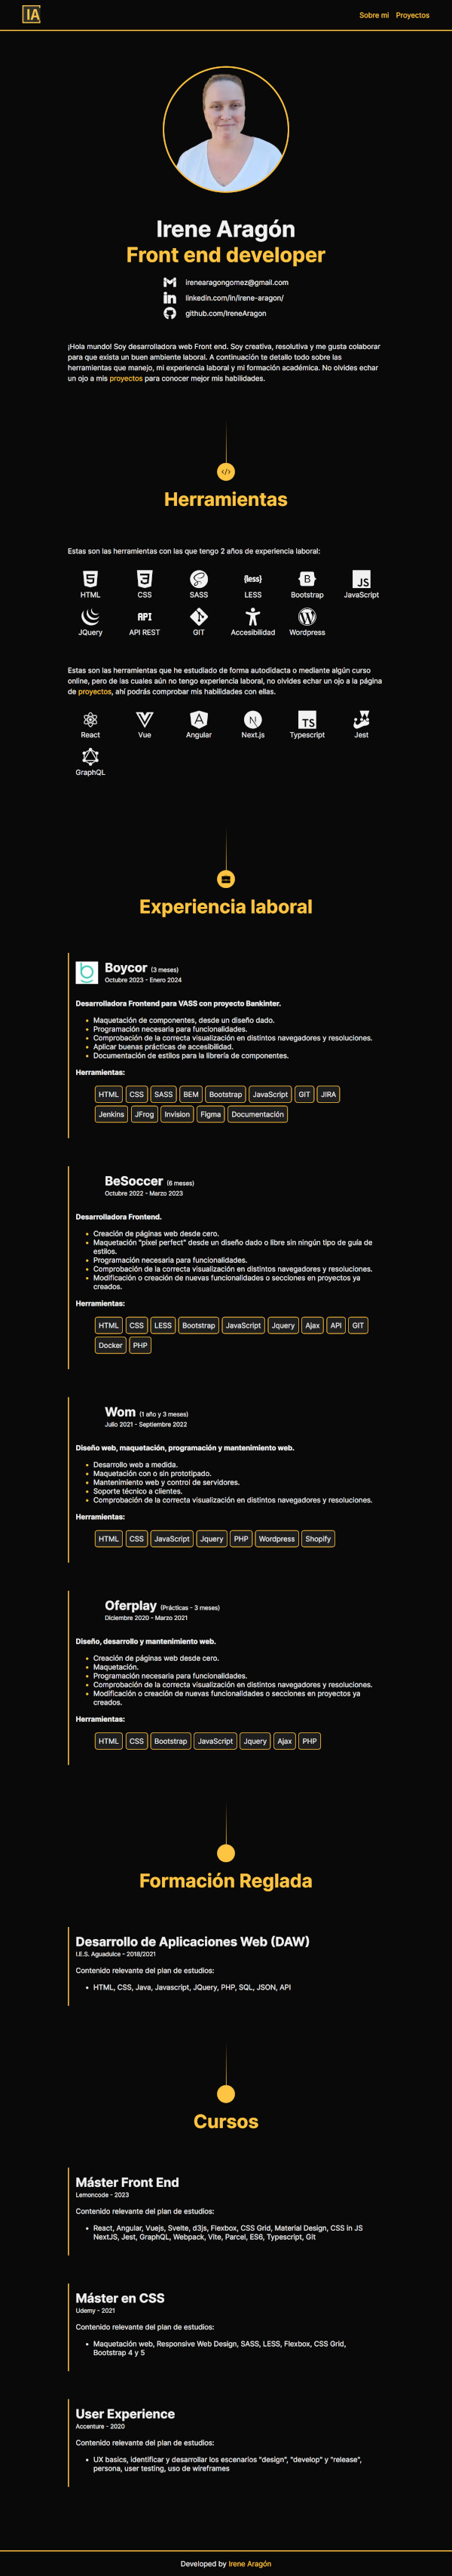 IA
Sobre mi Proyectos
Irene Aragón
Front end developer
irenearagongomez@gmail.com
linkedin.com/in/irene-aragon/
github.com/IreneAragon
¡Hola mundo! Soy desarrolladora web Front end. Soy creativa, resolutiva y me gusta colaborar
para que exista un buen ambiente laboral. A continuación te detallo todo sobre las
herramientas que manejo, mi experiencia laboral y mi formación académica. No olvides echar
un ojo a mis proyectos para conocer mejor mis habilidades.
Herramientas
Estas son las herramientas con las que tengo 2 años de experiencia laboral:
{less} JS
HTML CSS SASS LESS Bootstrap JavaScript
API
JQuery API REST GIT Accesibilidad Wordpress
Estas son las herramientas que he estudiado de forma autodidacta o mediante algún curso
online, pero de las cuales aún no tengo experiencia laboral, no olvides echar un ojo a la página
de proyectos, ahí podrás comprobar mis habilidades con ellas.
TS
React Vue Angular Next.js Typescript Jest
GraphQL
Experiencia laboral
Boycor (3 meses)
Octubre 2023 - Enero 2024
Desarrolladora Frontend para VASS con proyecto Bankinter.
Maquetación de componentes, desde un diseño dado.
Programación necesaria para funcionalidades.
Comprobación de la correcta visualización en distintos navegadores y resoluciones.
Aplicar buenas prácticas de accesibilidad.
Documentación de estilos para la librería de componentes.
Herramientas:
HTML CSS SASS BEM Bootstrap JavaScript GIT JIRA
Jenkins JFrog Invision Figma Documentación
BeSoccer (6 meses)
Octubre 2022 - Marzo 2023
Desarrolladora Frontend.
Creación de páginas web desde cero.
Maquetación "pixel perfect" desde un diseño dado o libre sin ningún tipo de guía de
estilos.
Programación necesaria para funcionalidades.
Comprobación de la correcta visualización en distintos navegadores y resoluciones.
Modificación o creación de nuevas funcionalidades o secciones en proyectos ya
creados.
Herramientas:
HTML CSS LESS Bootstrap JavaScript Jquery Ajax API GIT
Docker PHP
Wom (1 año y 3 meses)
Julio 2021 - Septiembre 2022
Diseño web, maquetación, programación y mantenimiento web.
Desarrollo web a medida.
Maquetación con o sin prototipado.
Mantenimiento web y control de servidores.
Soporte técnico a clientes.
Comprobación de la correcta visualización en distintos navegadores y resoluciones.
Herramientas:
HTML CSS JavaScript Jquery PHP Wordpress Shopify
Oferplay (Prácticas - 3 meses)
Diciembre 2020 - Marzo 2021
Diseño, desarrollo y mantenimiento web.
Creación de páginas web desde cero.
Maquetación.
Programación necesaria para funcionalidades.
Comprobación de la correcta visualización en distintos navegadores y resoluciones.
Modificación o creación de nuevas funcionalidades o secciones en proyectos ya
creados.
Herramientas:
HTML CSS Bootstrap JavaScript Jquery Ajax PHP
Formación Reglada
Desarrollo de Aplicaciones Web (DAW)
I.E.S. Aguadulce - 2018/2021
Contenido relevante del plan de estudios:
HTML, CSS, Java, Javascript, JQuery, PHP, SQL, JSON, API
Cursos
Máster Front End
Lemoncode - 2023
Contenido relevante del plan de estudios:
React, Angular, Vuejs, Svelte, d3js, Flexbox, CSS Grid, Material Design, CSS in JS
NextJS, Jest, GraphQL, Webpack, Vite, Parcel, ES6, Typescript, Git
Máster en CSS
Udemy - 2021
Contenido relevante del plan de estudios:
Maquetación web, Responsive Web Design, SASS, LESS, Flexbox, CSS Grid,
Bootstrap 4 y 5
User Experience
Accenture - 2020
Contenido relevante del plan de estudios:
UX basics, identificar y desarrollar los escenarios "design", "develop" y "release",
persona, user testing, uso de wireframes
Developed by Irene Aragón